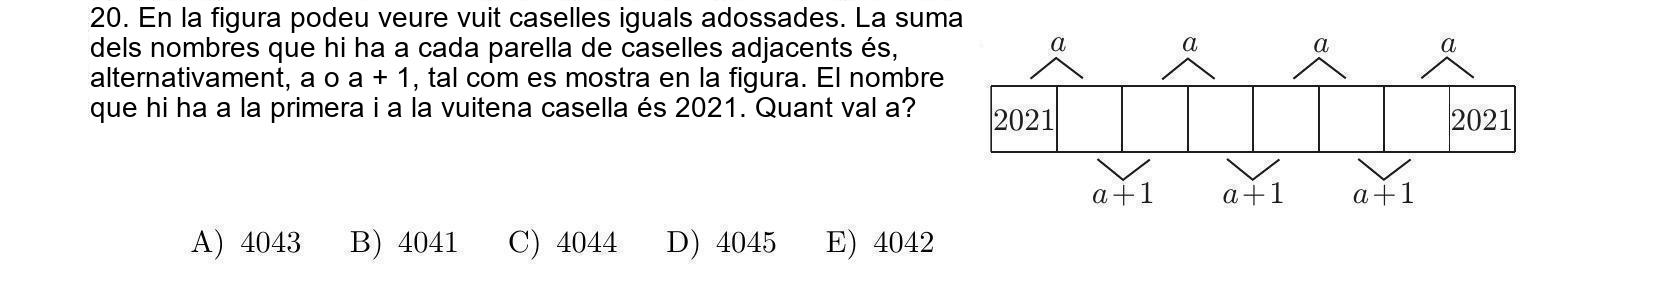 20. En la figura podeu veure vuit caselles iguals adossades. La suma
dels nombres que hi ha a cada parella de caselles adjacents és,
alternativament, a o a + 1, tal com es mostra en la figura. El nombre
que hi ha a la primera i a la vuitena casella és 2021. Quant val a?
a a a a
2021 2021
a+1 a+1 a+1
A) 4043 B) 4041 C) 4044 D) 4045 E) 4042